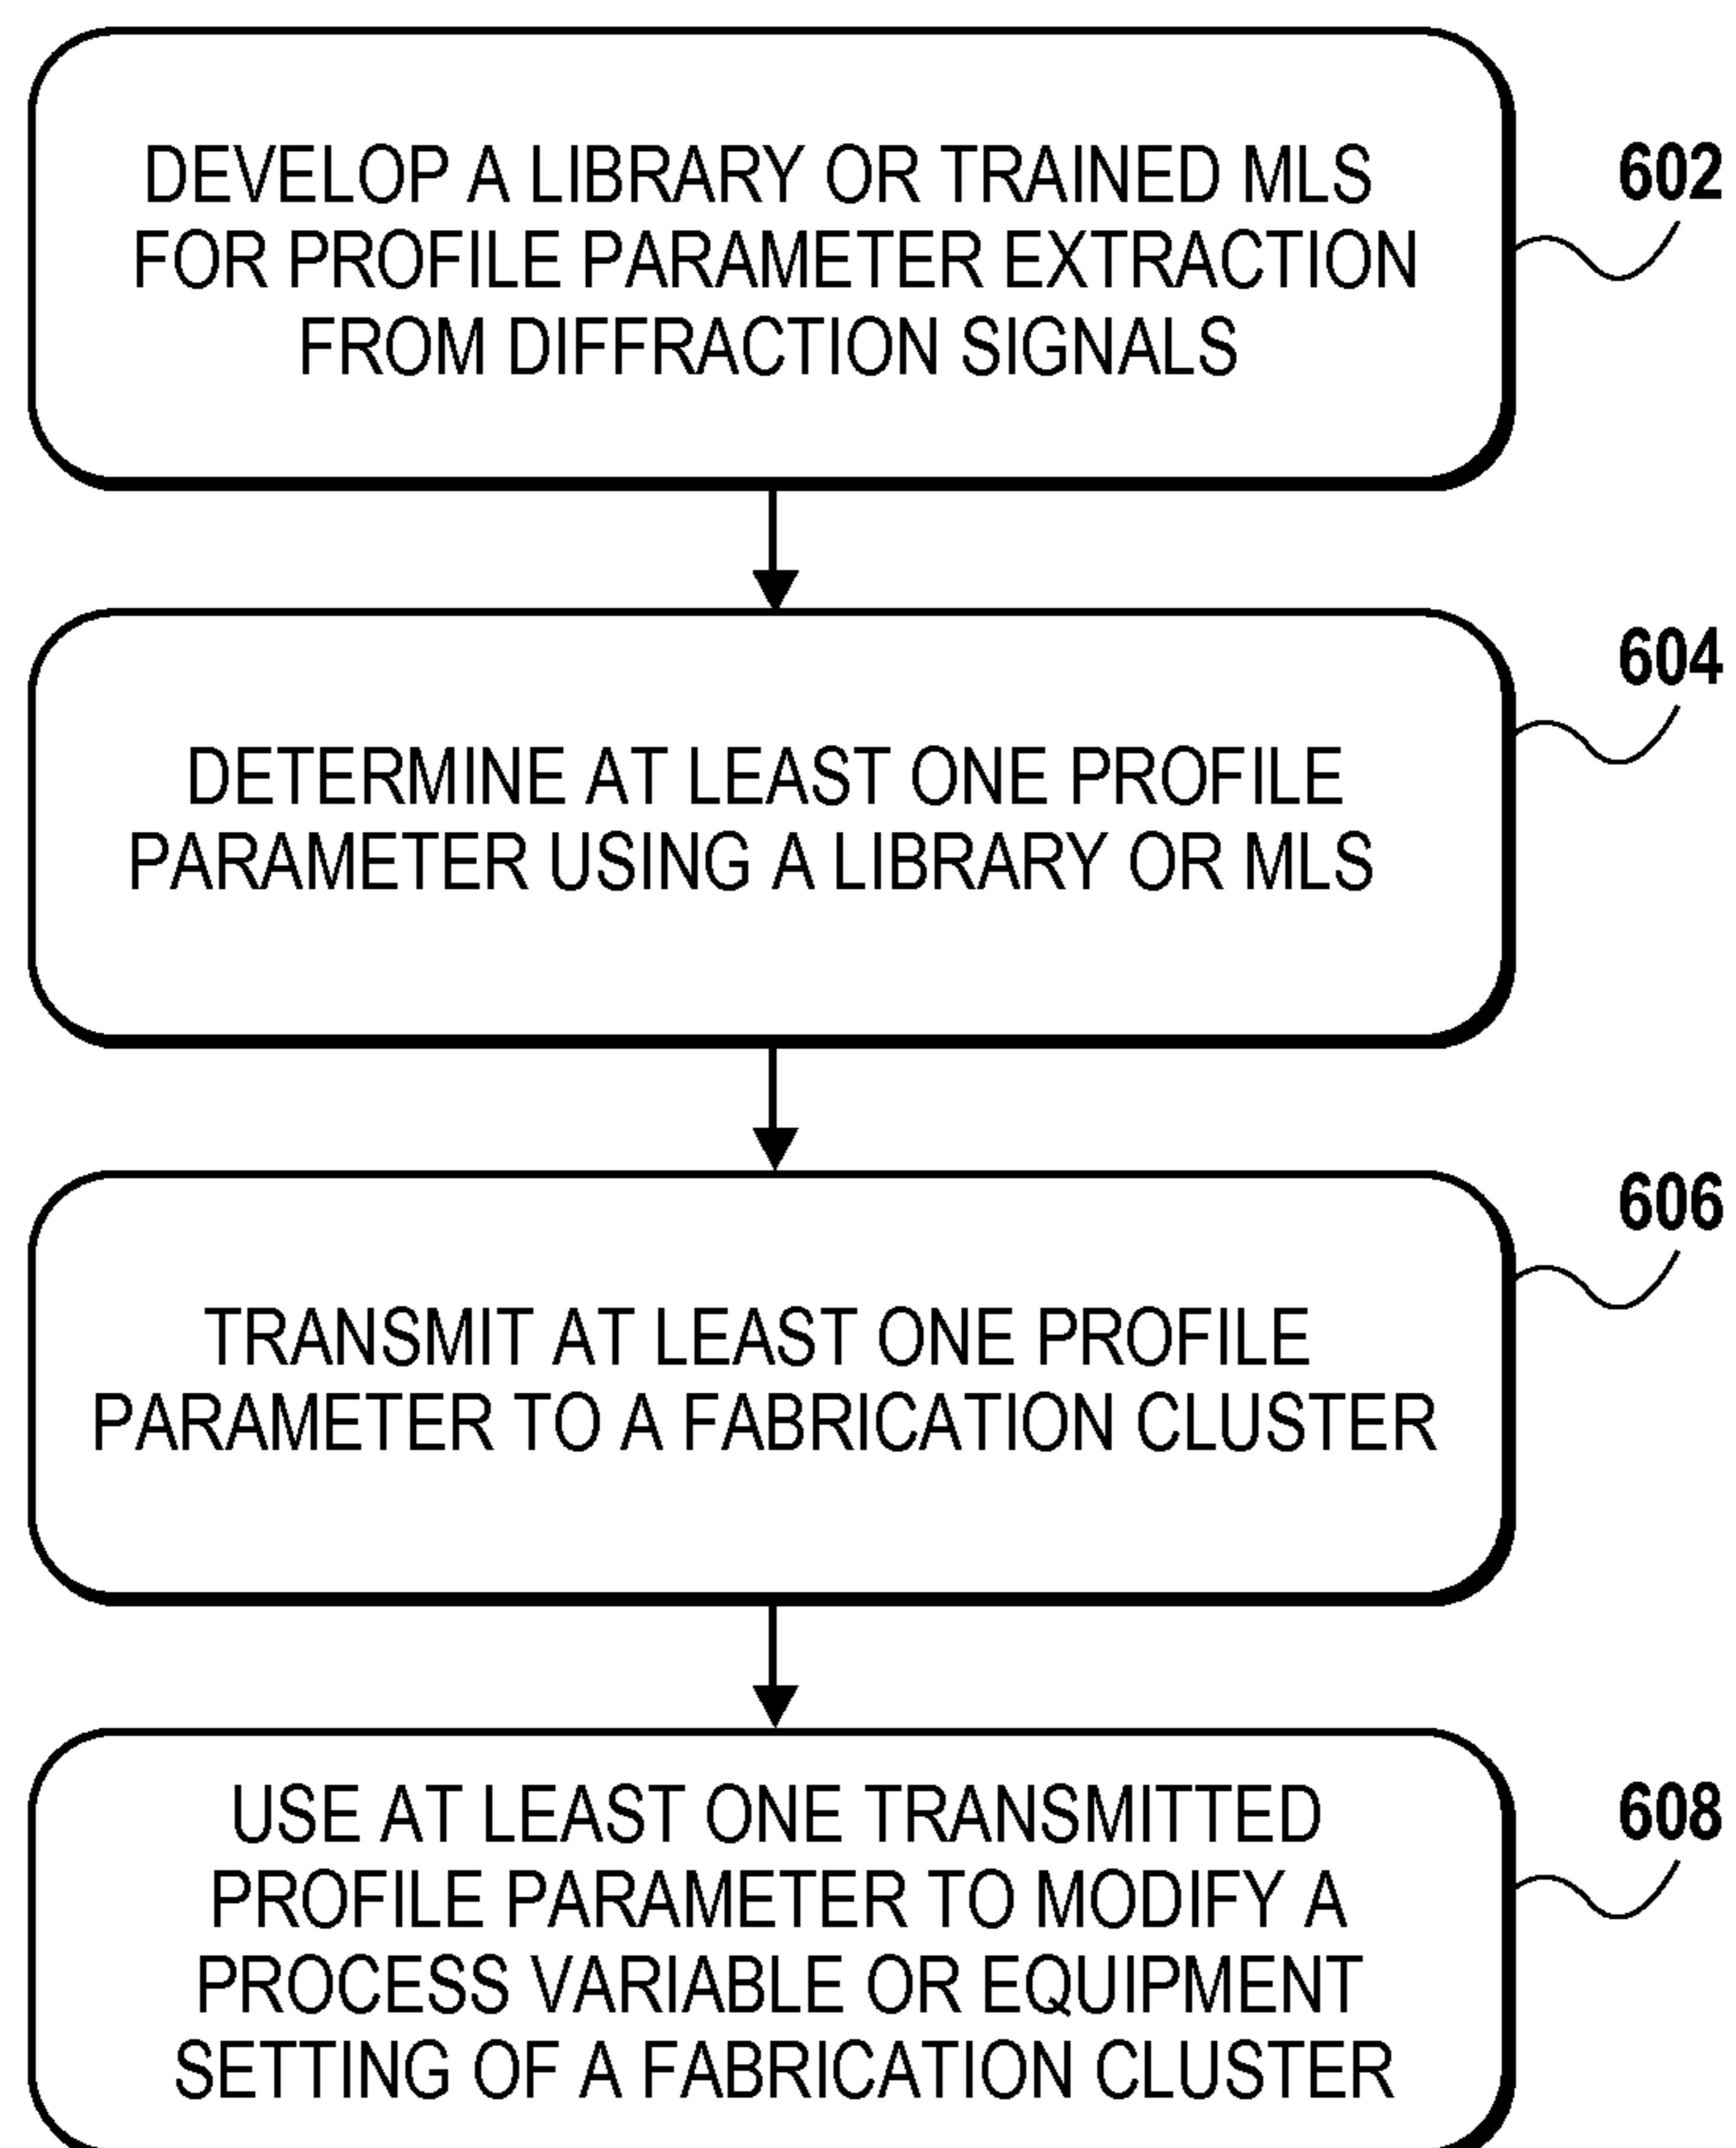 DEVELOP A LIBRARY OR TRAINED MLS
FOR PROFILE PARAMETER EXTRACTION
FROM DIFFRACTION SIGNALS
602
DETERMINE AT LEAST ONE PROFILE
PARAMETER USING A LIBRARY OR MLS
604
TRANSMIT AT LEAST ONE PROFILE
PARAMETER TO A FABRICATION CLUSTER
606
USE AT LEAST ONE TRANSMITTED
PROFILE PARAMETER TO MODIFY A
PROCESS VARIABLE OR EQUIPMENT
SETTING OF A FABRICATION CLUSTER
608